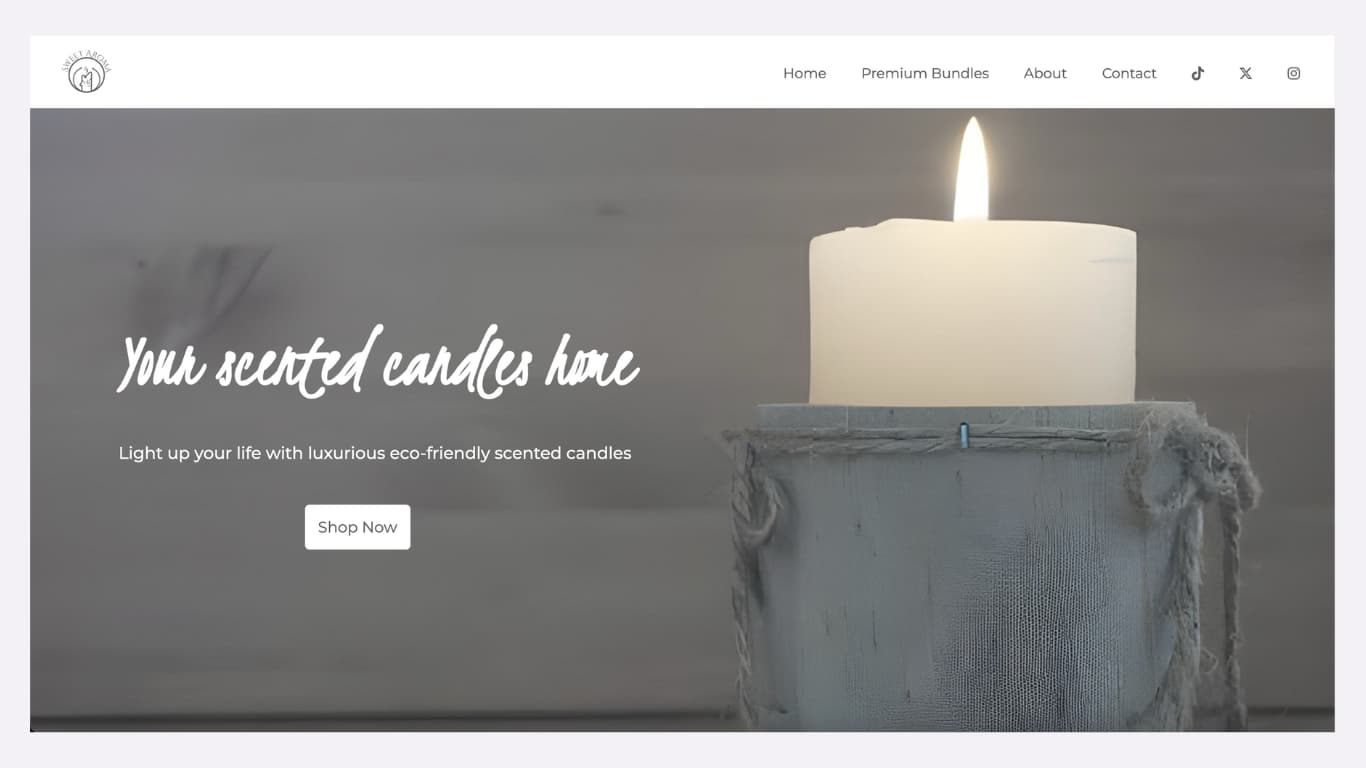 SWEET AROMA
Home Premium Bundles About Contact
Your scented candles home
Light up your life with luxurious eco-friendly scented candles
Shop Now